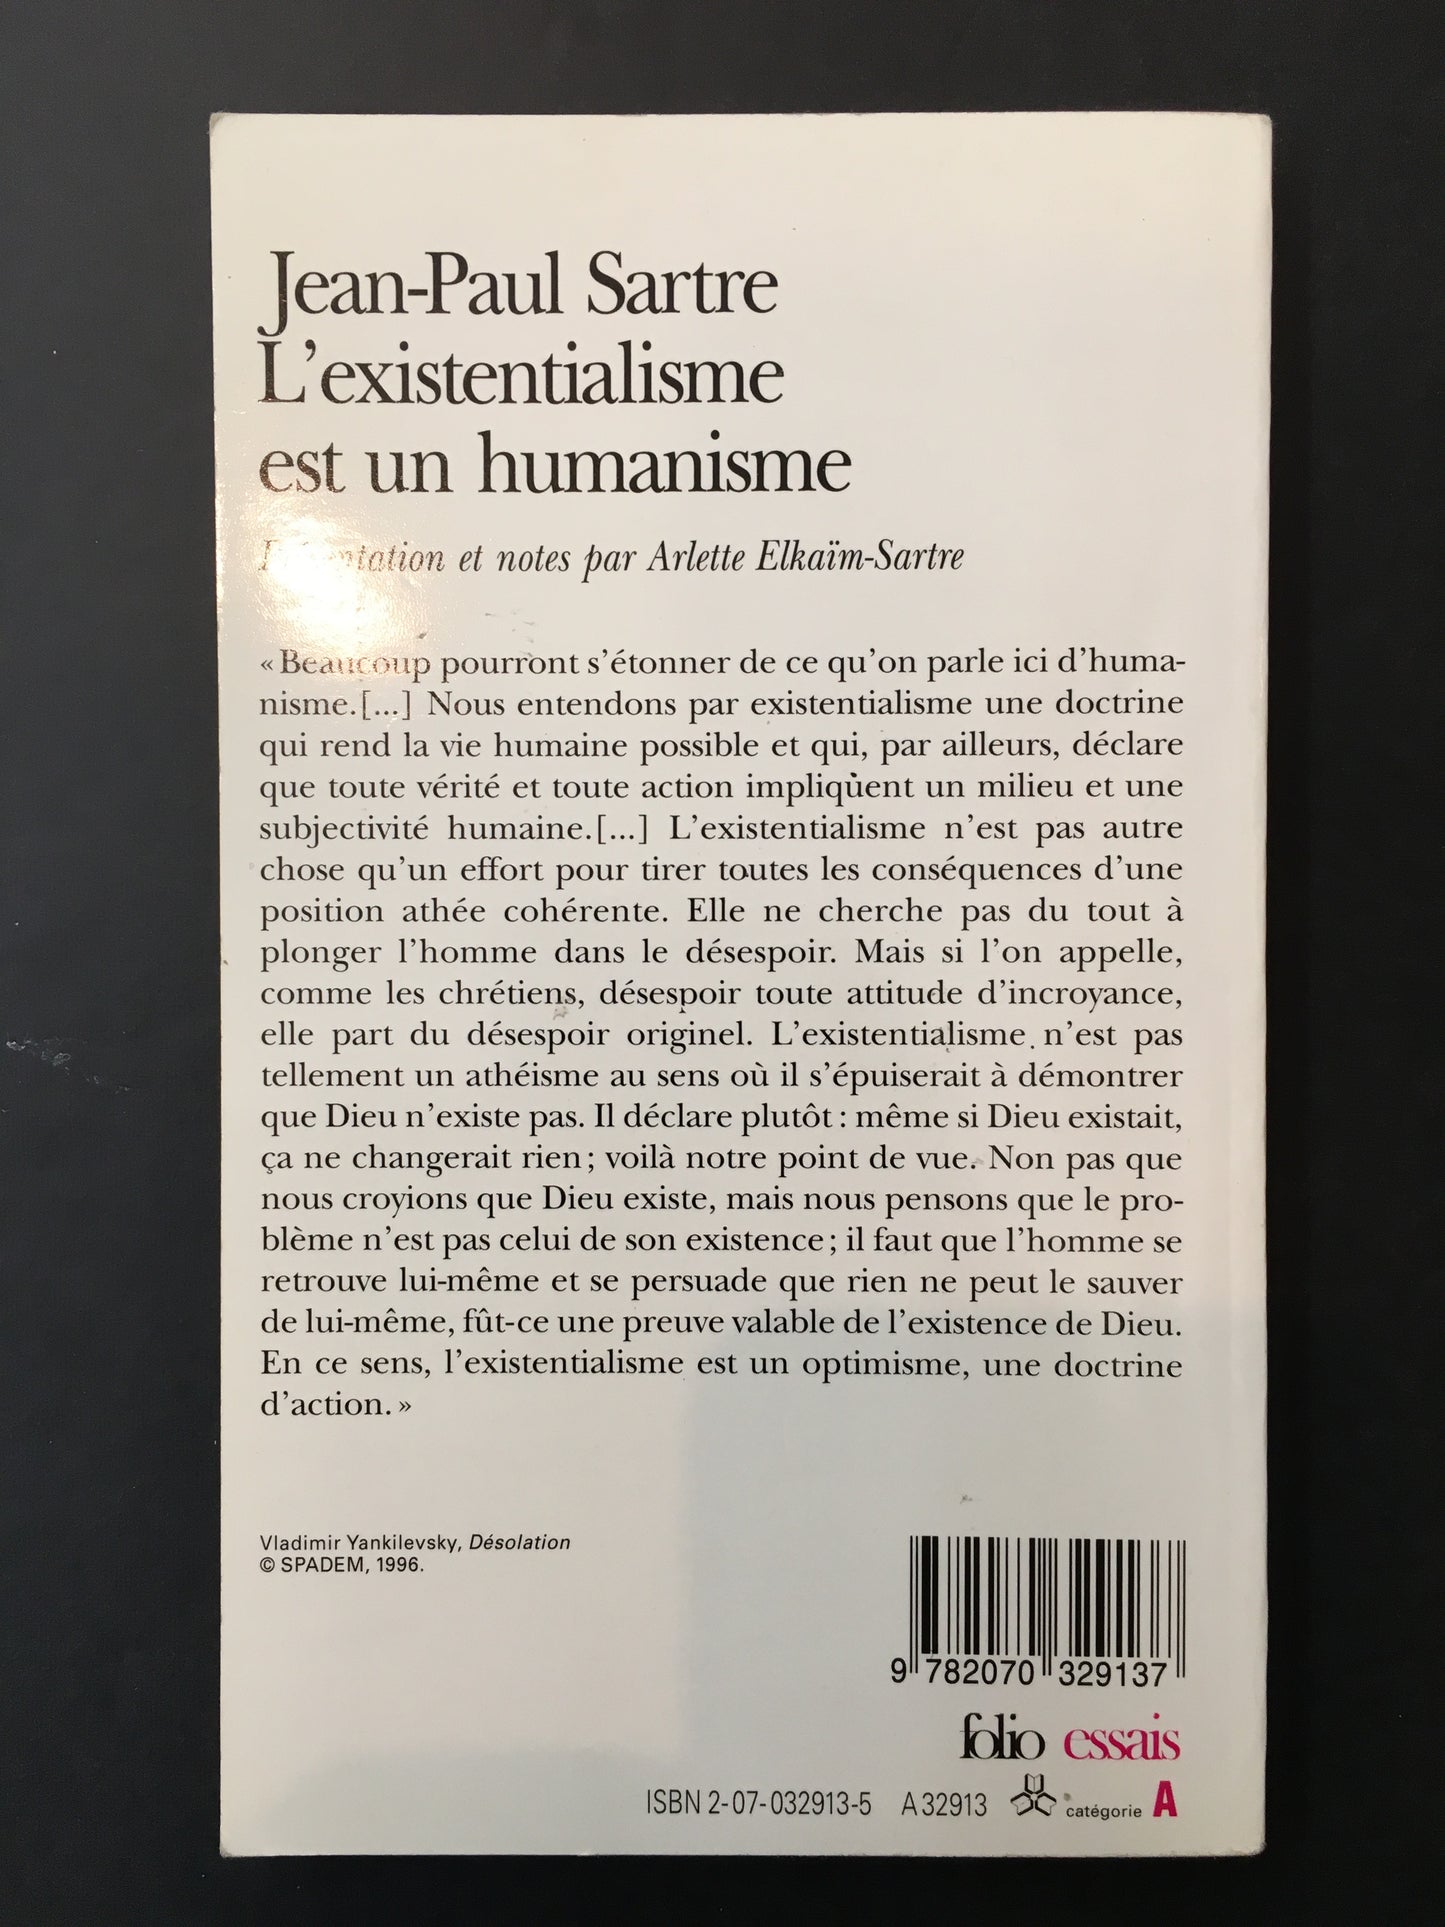 Jean-Paul Sartre
L'existentialisme
est un humanisme
Présentation et notes par Arlette Elkaïm-Sartre
« Beaucoup pourront s'étonner de ce qu'on parle ici d'huma-
nisme.[...] Nous entendons par existentialisme une doctrine
qui rend la vie humaine possible et qui, par ailleurs, déclare
que toute vérité et toute action impliquent un milieu et une
subjectivité humaine.[...] L'existentialisme n'est pas autre
chose qu'un effort pour tirer toutes les conséquences d'une
position athée cohérente. Elle ne cherche pas du tout à
plonger l'homme dans le désespoir. Mais si l'on appelle,
comme les chrétiens, désespoir toute attitude d'incroyance,
elle part du désespoir originel. L'existentialisme n'est pas
tellement un athéisme au sens où il s'épuiserait à démontrer
que Dieu n'existe pas. Il déclare plutôt : même si Dieu existait,
ça ne changerait rien ; voilà notre point de vue. Non pas que
nous croyions que Dieu existe, mais nous pensons que le pro-
blème n'est pas celui de son existence ; il faut que l'homme se
retrouve lui-même et se persuade que rien ne peut le sauver
de lui-même, fût-ce une preuve valable de l'existence de Dieu.
En ce sens, l'existentialisme est un optimisme, une doctrine
d'action. »
Vladimir Yankilevsky, Désolation
© SPADEM, 1996.
9 782070 329137
folio essais
ISBN 2-07-032913-5 A 32913 catégorie A